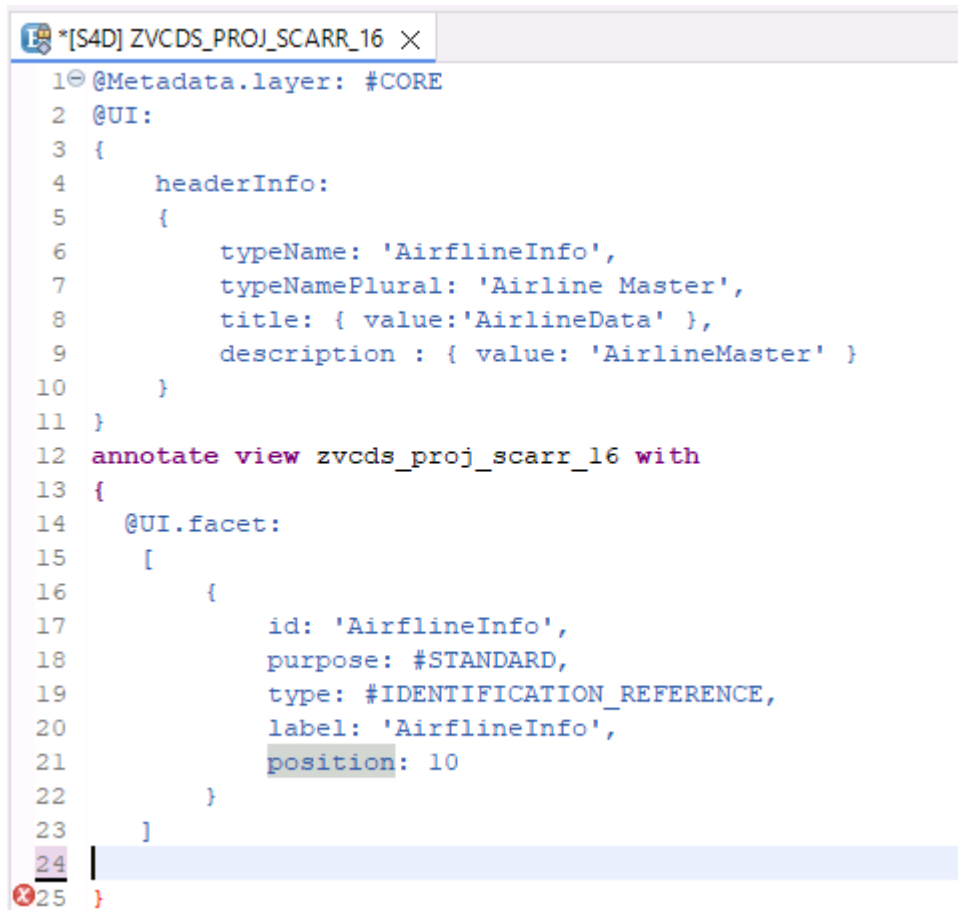 *[S4D] ZVCDS_PROJ_SCARR_16
1 @Metadata.layer: #CORE
2 @UI:
3 {
4 headerInfo:
5 {
6 typeName: 'AirflineInfo',
7 typeNamePlural: 'Airline Master',
8 title: { value:'AirlineData' },
9 description : { value: 'AirlineMaster' }
10 }
11 }
12 annotate view zvcds_proj_scarr_16 with
13 {
14 @UI.facet:
15 [
16 {
17 id: 'AirflineInfo',
18 purpose: #STANDARD,
19 type: #IDENTIFICATION_REFERENCE,
20 label: 'AirflineInfo',
21 position: 10
22 }
23 ]
24
25 }